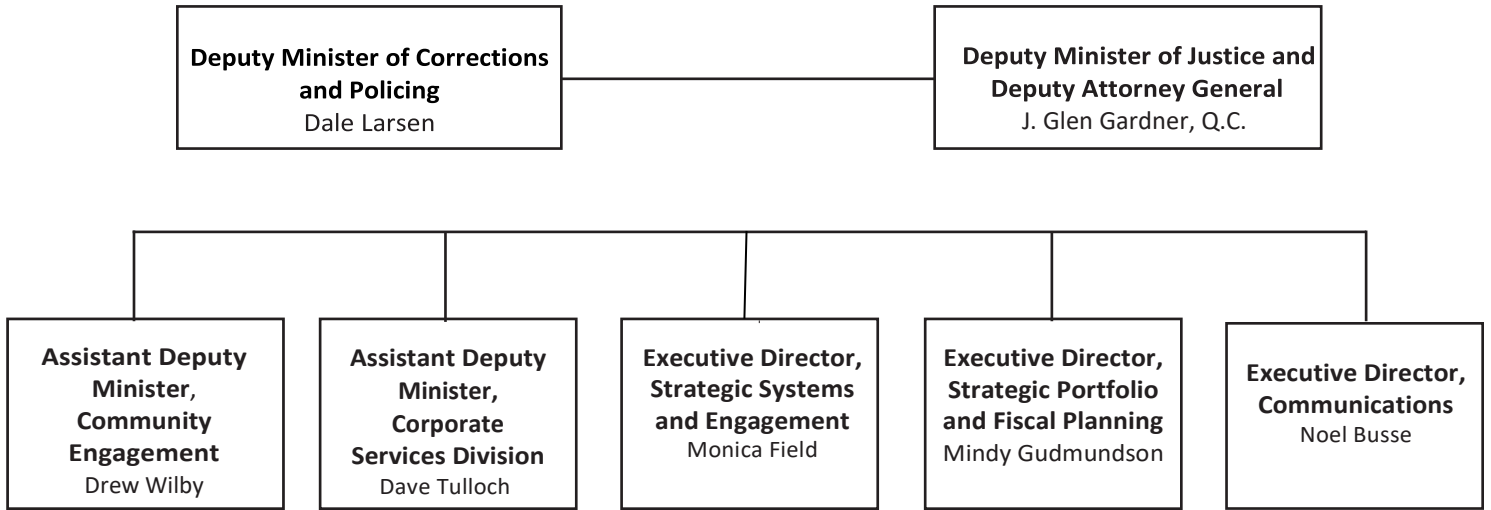 Deputy Minister of Corrections
and Policing
Dale Larsen
Deputy Minister of Justice and
Deputy Attorney General
J. Glen Gardner, Q.C.
Assistant Deputy
Minister,
Community
Engagement
Drew Wilby
Assistant Deputy
Minister,
Corporate
Services Division
Dave Tulloch
Executive Director,
Strategic Systems
and Engagement
Monica Field
Executive Director,
Strategic Portfolio
and Fiscal Planning
Mindy Gudmundson
Executive Director,
Communications
Noel Busse